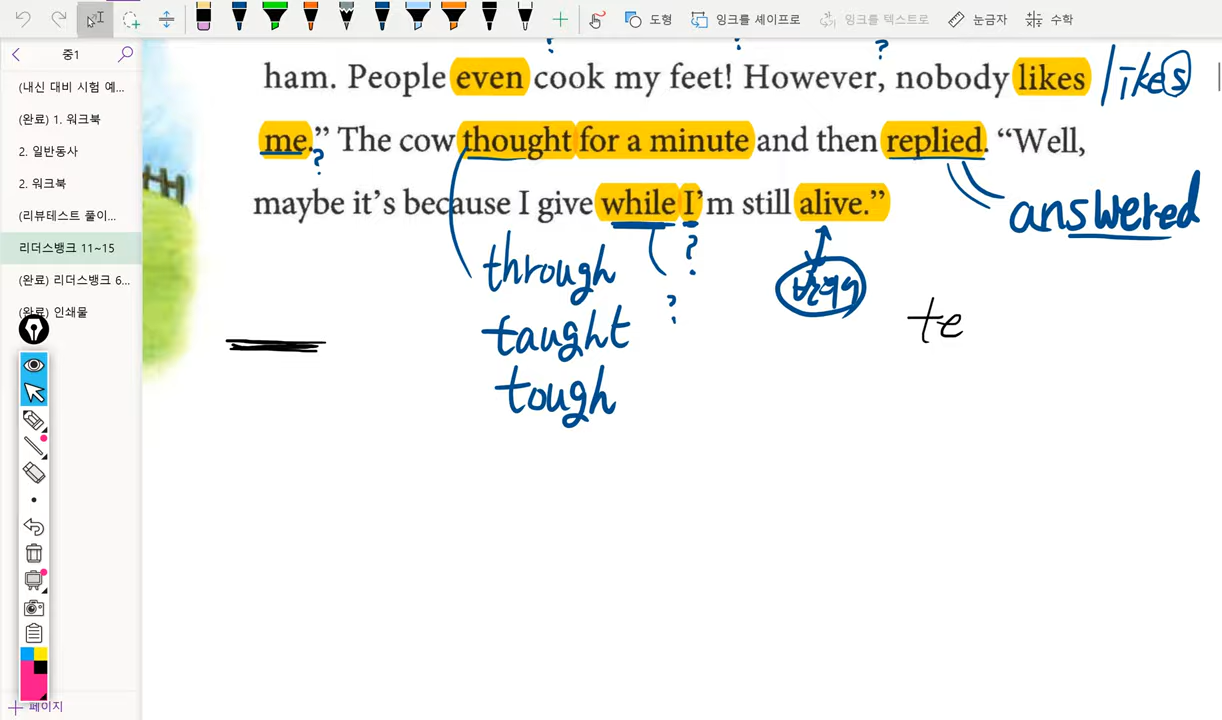 도형
잉크를 셰이프로
잉크를 텍스트로
눈금자
수학
중1
(내신 대비 시험 예...
(완료) 1. 워크북
2. 일반동사
2. 워크북
(리뷰테스트 풀이...
리더스뱅크 11~15
(완료) 리더스뱅크 6...
(완료) 인쇄물
페이지
? ? ?
ham. People even cook my feet! However, nobody likes likes
me.” The cow thought for a minute and then replied. “Well,
?
maybe it’s because I give while I’m still alive.” answered
through ?
taught ?
tough
te